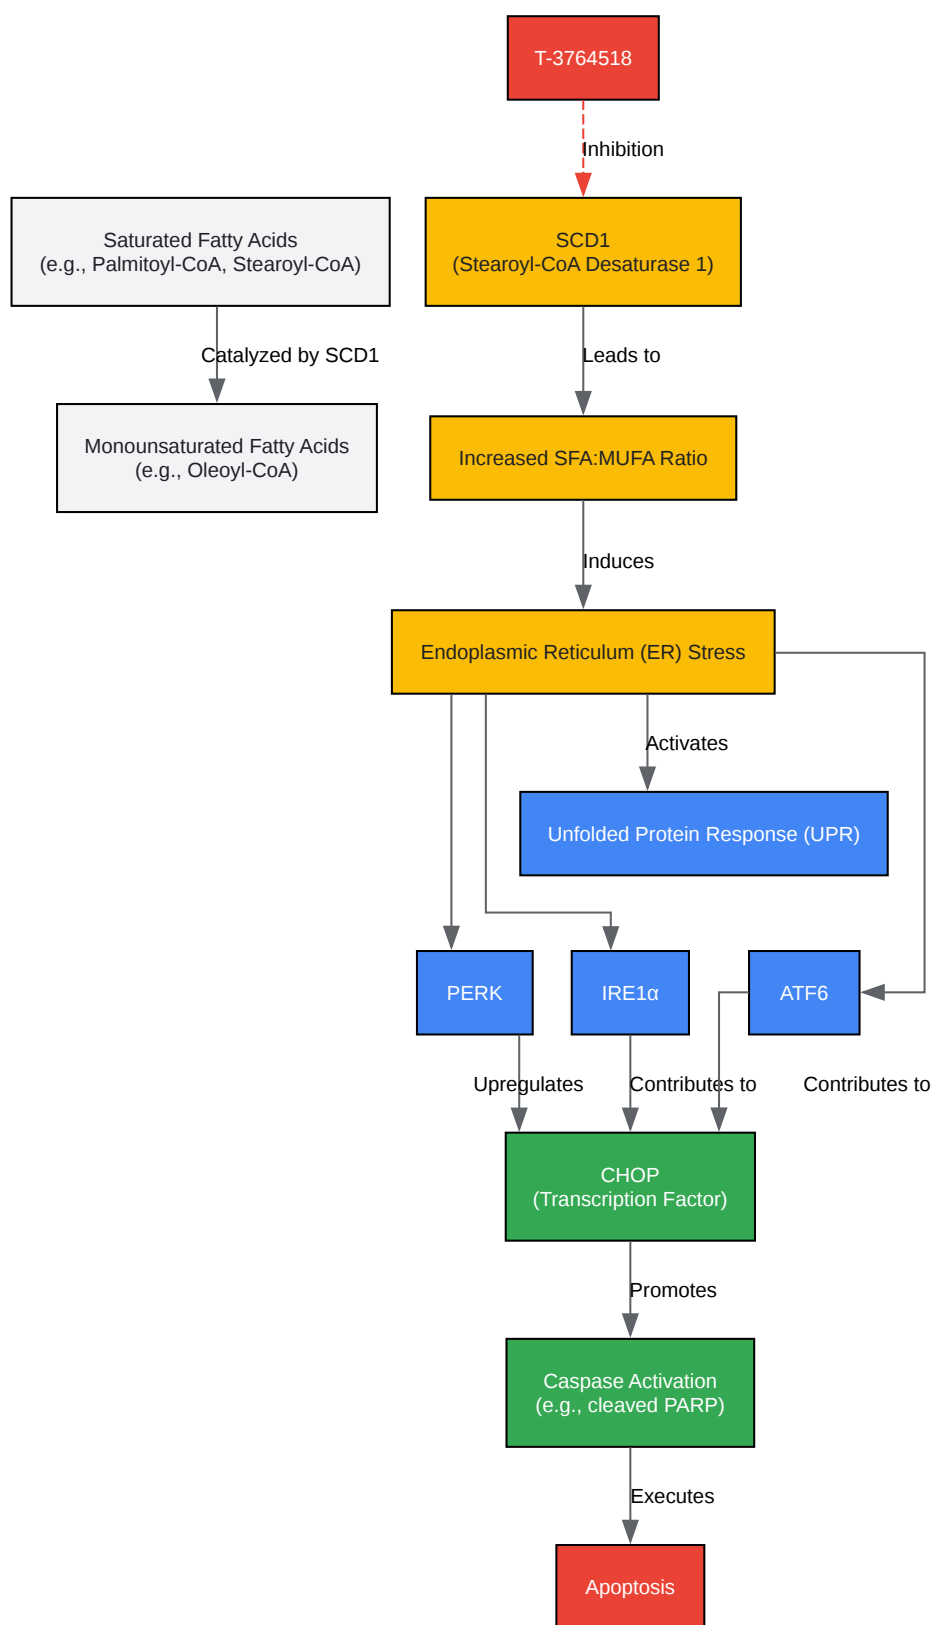 T-3764518
Inhibition
Saturated Fatty Acids
(e.g., Palmitoyl-CoA, Stearoyl-CoA)
SCD1
(Stearoyl-CoA Desaturase 1)
Catalyzed by SCD1
Leads to
Monounsaturated Fatty Acids
(e.g., Oleoyl-CoA)
Increased SFA:MUFA Ratio
Induces
Endoplasmic Reticulum (ER) Stress
Activates
Unfolded Protein Response (UPR)
PERK
IRE1α
ATF6
Upregulates
Contributes to
Contributes to
CHOP
(Transcription Factor)
Promotes
Caspase Activation
(e.g., cleaved PARP)
Executes
Apoptosis